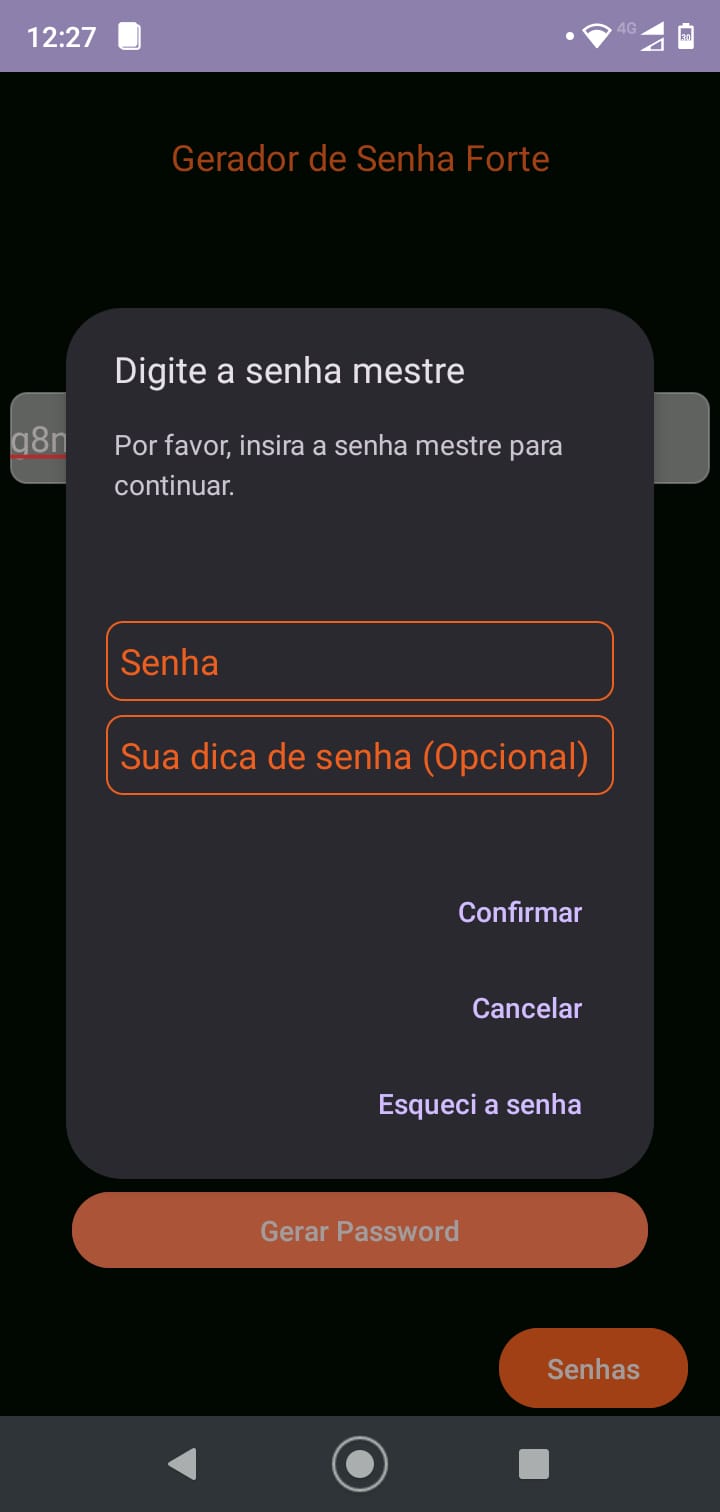 12:27
4G
30
Gerador de Senha Forte
Digite a senha mestre
g8n
Por favor, insira a senha mestre para
continuar.
Senha
Sua dica de senha (Opcional)
Confirmar
Cancelar
Esqueci a senha
Gerar Password
Senhas